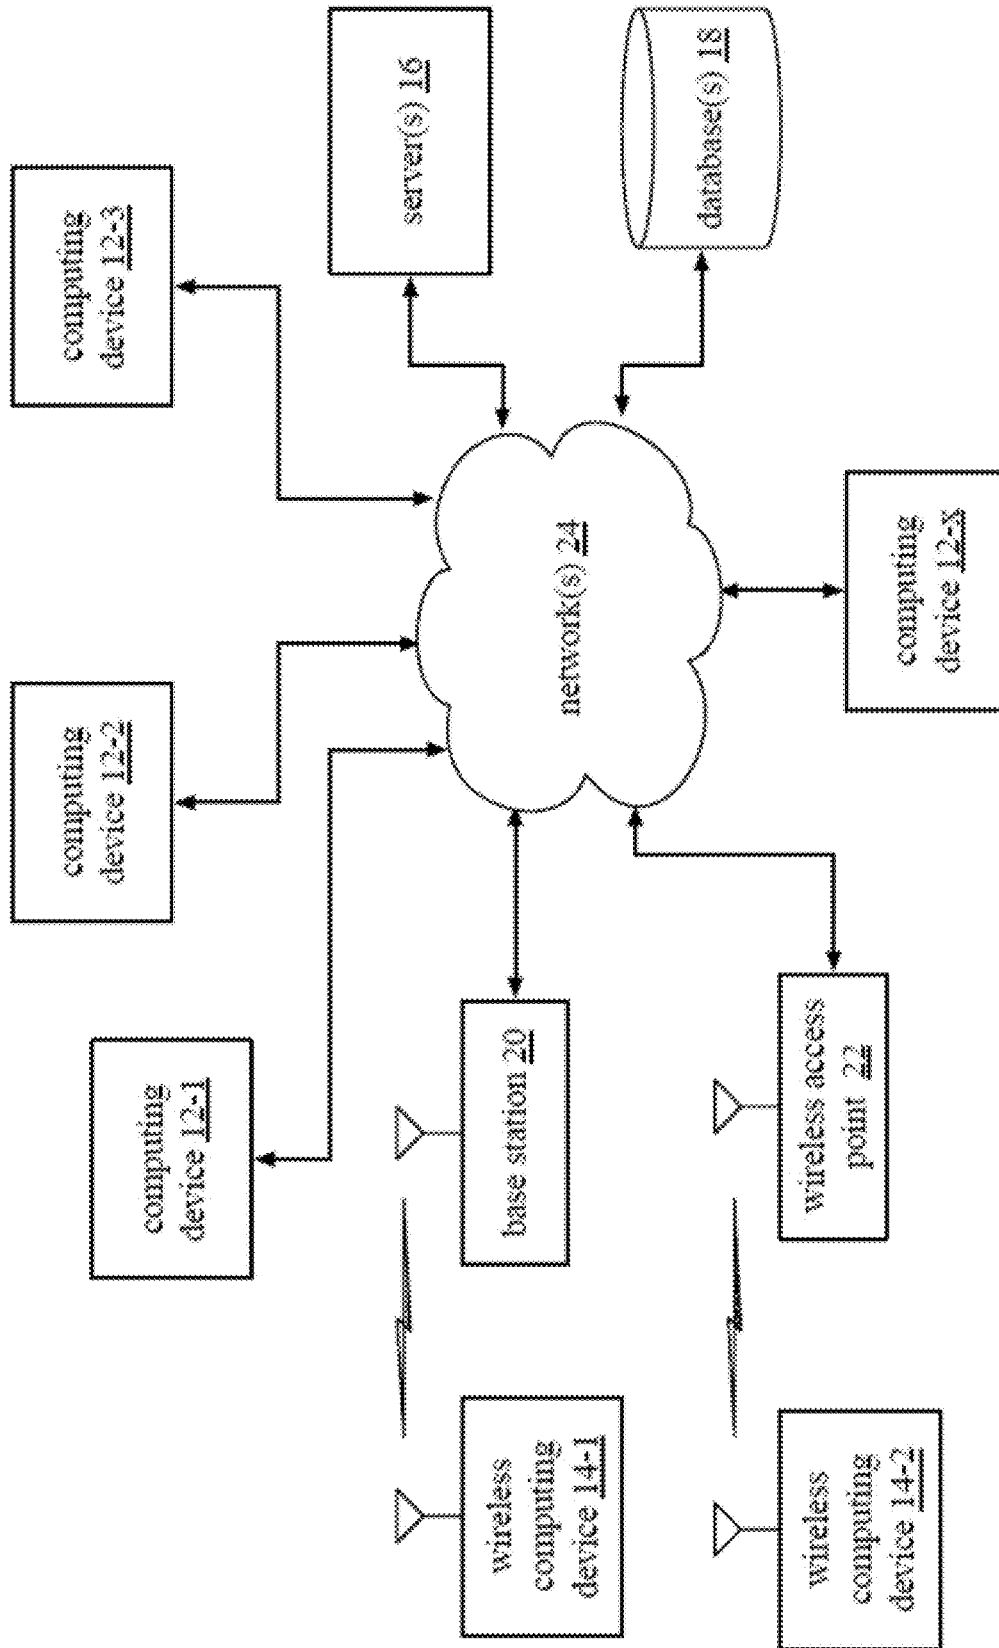 computing
device 12-1
computing
device 12-2
computing
device 12-3
wireless
computing
device 14-1
base station 20
network(s) 24
server(s) 16
database(s) 18
wireless
computing
device 14-2
wireless access
point 22
computing
device 12-x